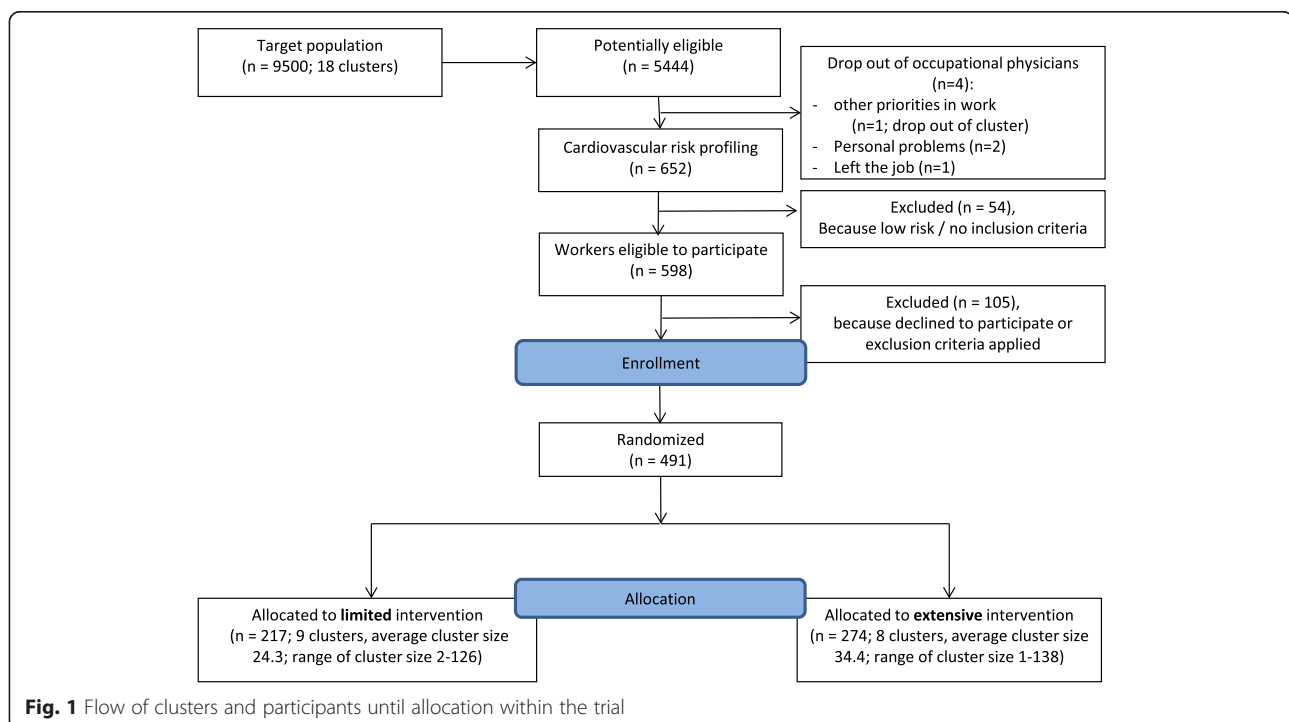 Target population
(n = 9500; 18 clusters)
Potentially eligible
(n = 5444)
Drop out of occupational physicians
(n=4):
- other priorities in work
(n=1; drop out of cluster)
- Personal problems (n=2)
- Left the job (n=1)
Cardiovascular risk profiling
(n = 652)
Excluded (n = 54),
Because low risk / no inclusion criteria
Workers eligible to participate
(n = 598)
Excluded (n = 105),
because declined to participate or
exclusion criteria applied
Enrollment
Randomized
(n = 491)
Allocation
Allocated to limited intervention
(n = 217; 9 clusters, average cluster size
24.3; range of cluster size 2-126)
Allocated to extensive intervention
(n = 274; 8 clusters, average cluster size
34.4; range of cluster size 1-138)
Fig. 1 Flow of clusters and participants until allocation within the trial